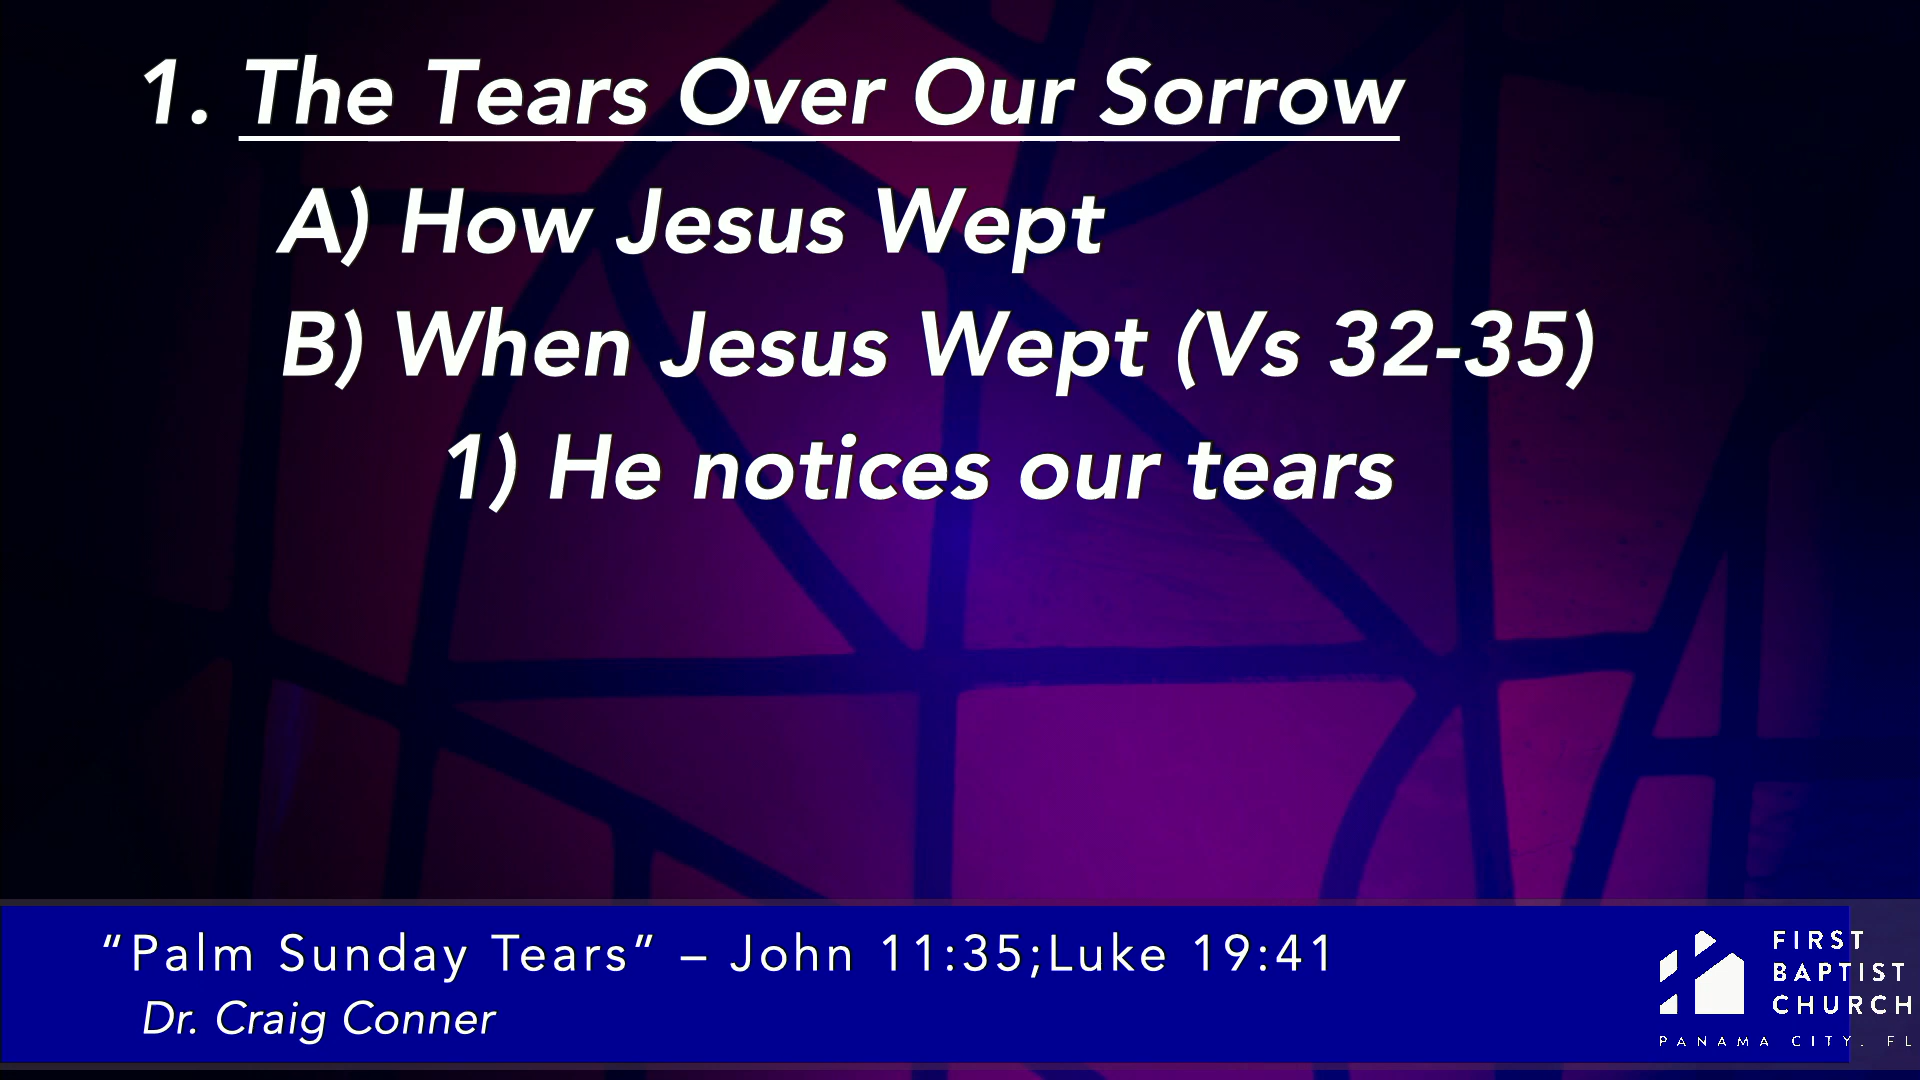 1. The Tears Over Our Sorrow
A) How Jesus Wept
B) When Jesus Wept (Vs 32-35)
1) He notices our tears
“Palm Sunday Tears” – John 11:35;Luke 19:41
Dr. Craig Conner
FIRST
BAPTIST
CHURCH
PANAMA CITY, FL